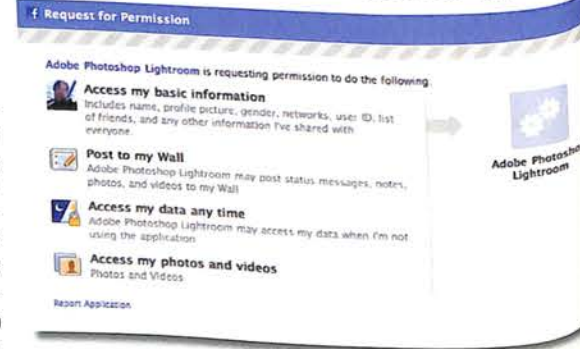 f Request for Permission
Adobe Photoshop Lightroom is requesting permission to do the following:
Access my basic information
Includes name, profile picture, gender, networks, user ID, list
of friends, and any other information I've shared with
everyone.
Post to my Wall
Adobe Photoshop Lightroom may post status messages, notes,
photos, and videos to my Wall
Access my data any time
Adobe Photoshop Lightroom may access my data when I'm not
using the application
Access my photos and videos
Photos and Videos
Report Application
Adobe Photosho
Lightroom